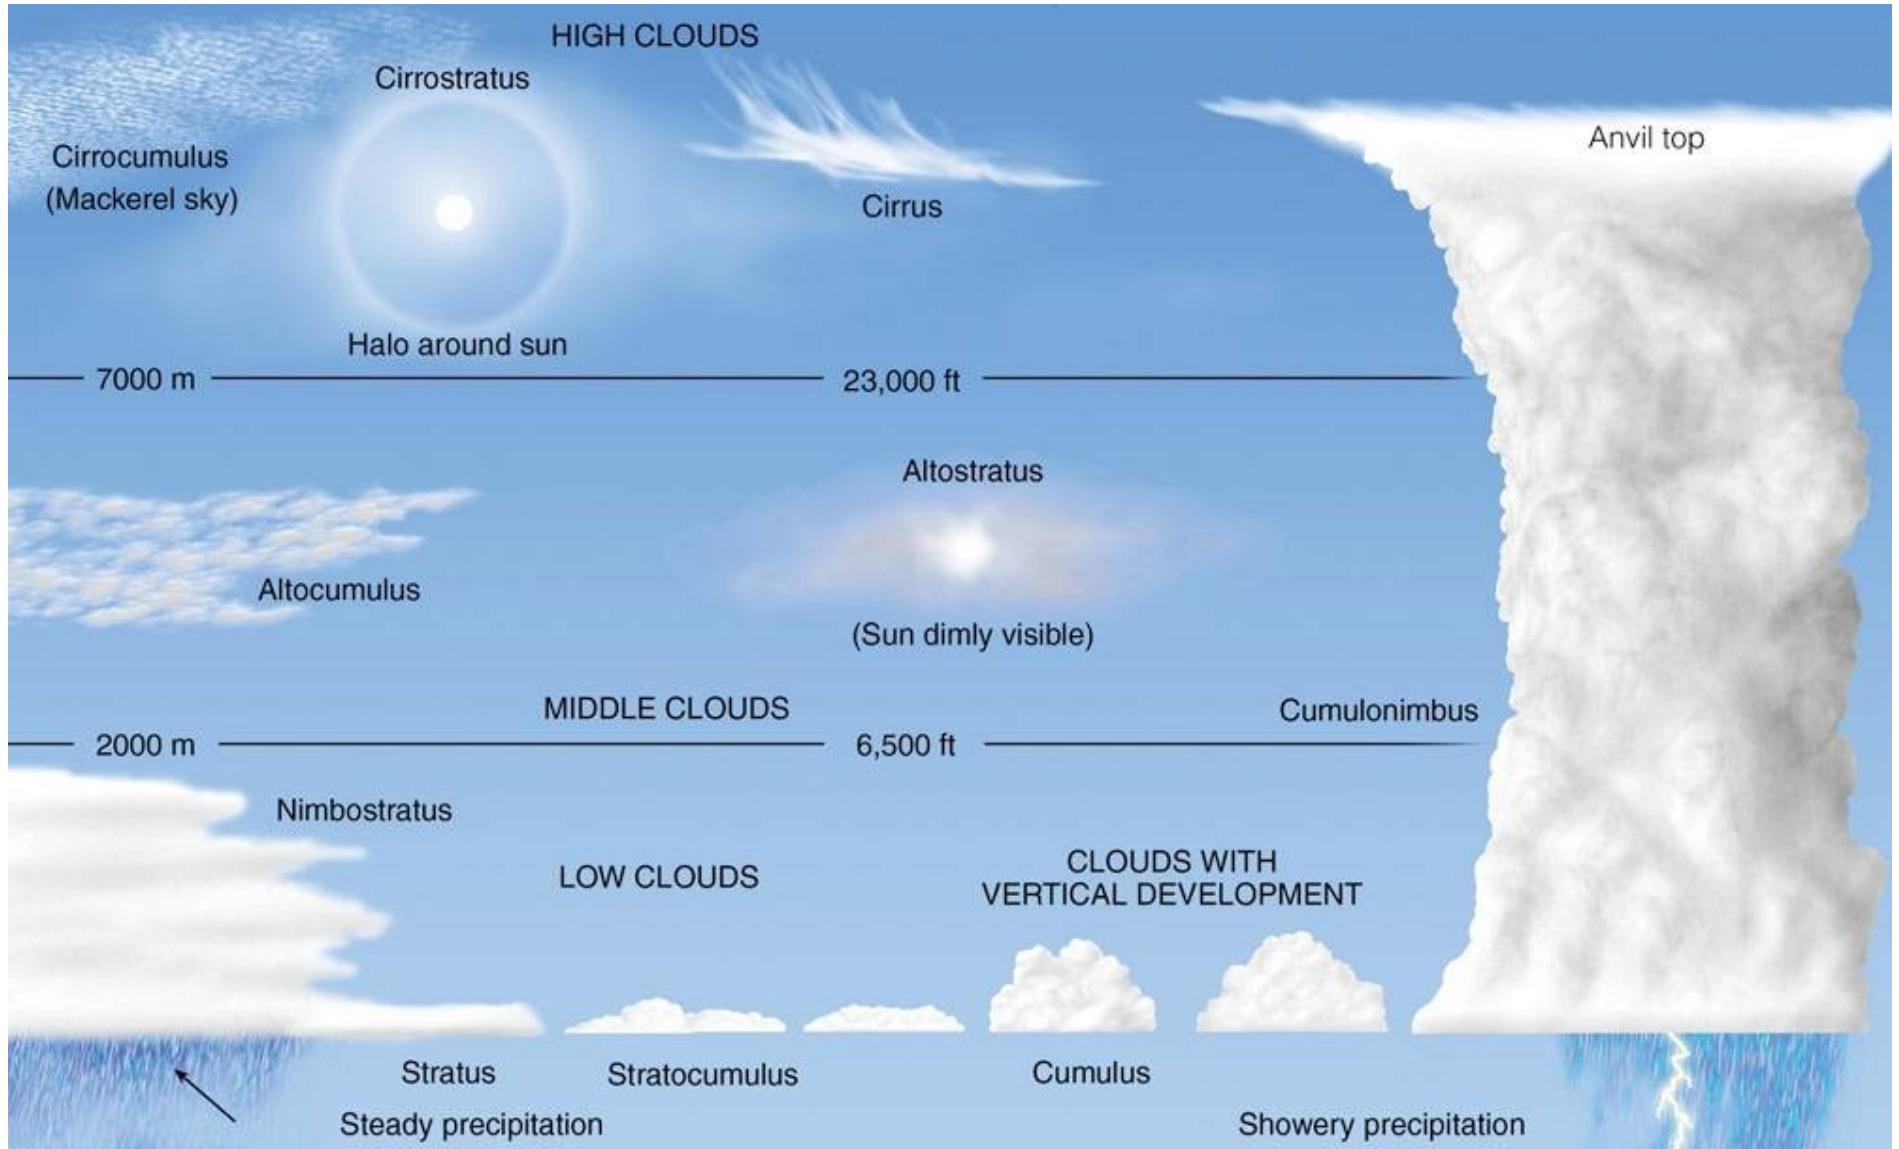 HIGH CLOUDS
Cirrostratus
Cirrocumulus
(Mackerel sky)
Cirrus
Anvil top
Halo around sun
7000 m
23,000 ft
Altostratus
Altocumulus
(Sun dimly visible)
MIDDLE CLOUDS
Cumulonimbus
2000 m
6,500 ft
Nimbostratus
LOW CLOUDS
CLOUDS WITH
VERTICAL DEVELOPMENT
Stratus
Stratocumulus
Cumulus
Steady precipitation
Showery precipitation